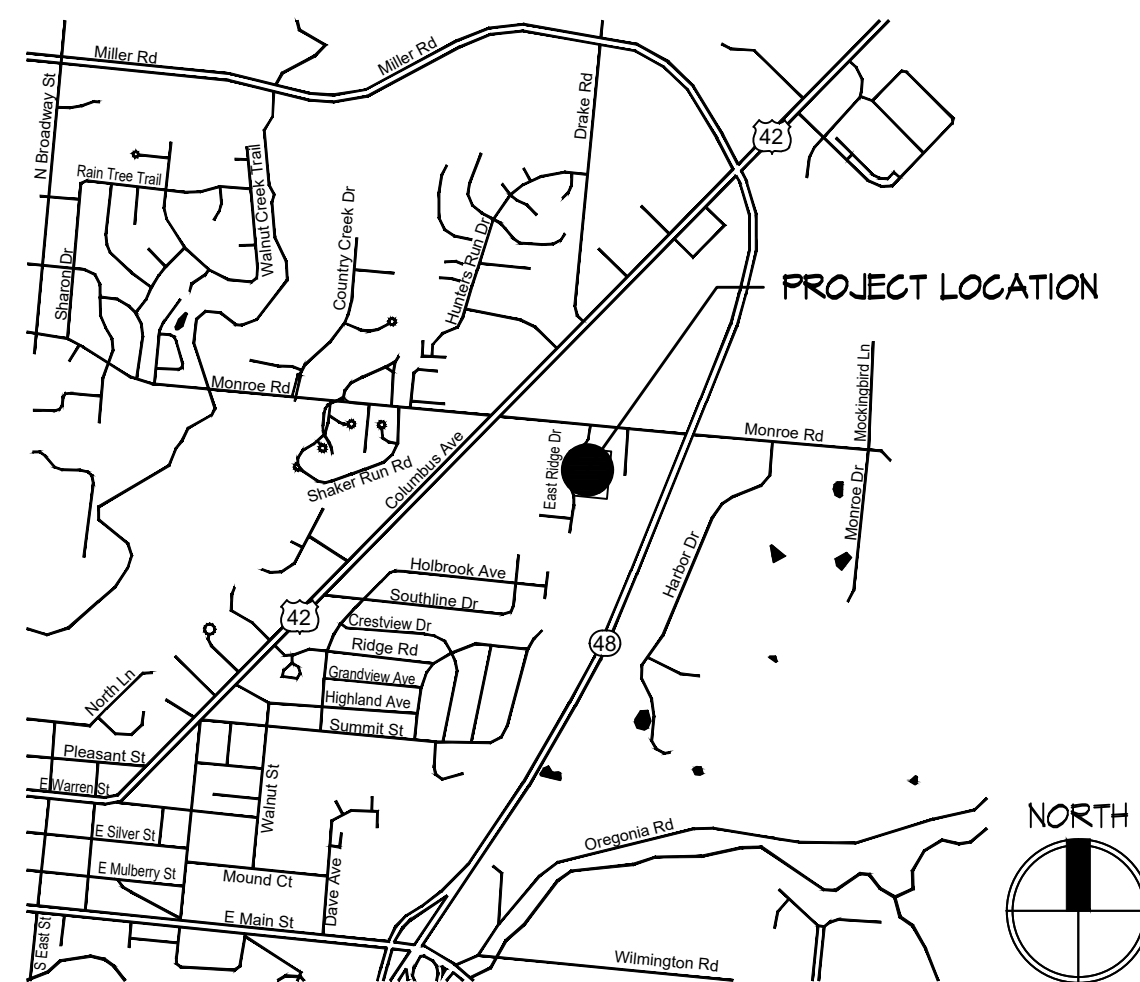 Miller Rd
Miller Rd
N Broadway St
Drake Rd
42
Rain Tree Trail
Walnut Creek Trail
Country Creek Dr
Hunters Run Dr
Sharon Dr
PROJECT LOCATION
Mockingbird Ln
Monroe Rd
Monroe Rd
Columbus Ave
East Ridge Dr
Shaker Run Rd
Monroe Dr
Harbor Dr
Holbrook Ave
Southline Dr
42
Crestview Dr
48
Ridge Rd
Grandview Ave
North Ln
Highland Ave
Summit St
Pleasant St
E Warren St
Walnut St
NORTH
E Silver St
Oregonia Rd
E Mulberry St
Mound Ct
Dave Ave
E Main St
S East St
Wilmington Rd